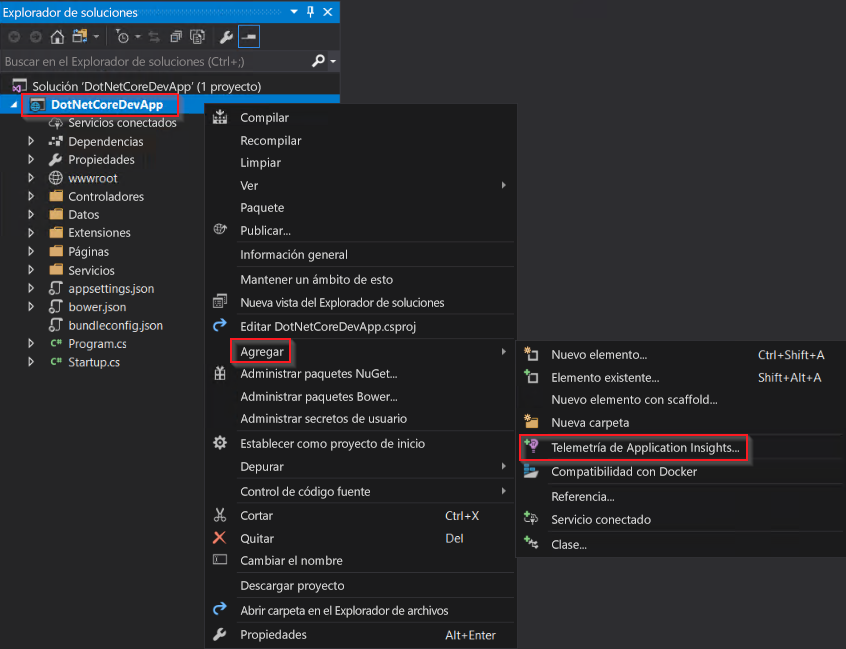 Explorador de soluciones
Buscar en el Explorador de soluciones (Ctrl+;)
Solución 'DotNetCoreDevApp' (1 proyecto)
DotNetCoreDevApp
Servicios conectados
Dependencias
Propiedades
wwwroot
Controladores
Datos
Extensiones
Páginas
Servicios
appsettings.json
bower.json
bundleconfig.json
C# Program.cs
C# Startup.cs
Compilar
Recompilar
Limpiar
Ver
Paquete
Publicar...
Información general
Mantener un ámbito de esto
Nueva vista del Explorador de soluciones
Editar DotNetCoreDevApp.csproj
Agregar
Administrar paquetes NuGet...
Administrar paquetes Bower...
Administrar secretos de usuario
Establecer como proyecto de inicio
Depurar
Control de código fuente
Cortar Ctrl+X
Quitar Del
Cambiar el nombre
Descargar proyecto
Abrir carpeta en el Explorador de archivos
Propiedades Alt+Enter
Nuevo elemento... Ctrl+Shift+A
Elemento existente... Shift+Alt+A
Nuevo elemento con scaffold...
Nueva carpeta
Telemetría de Application Insights...
Compatibilidad con Docker
Referencia...
Servicio conectado
Clase...